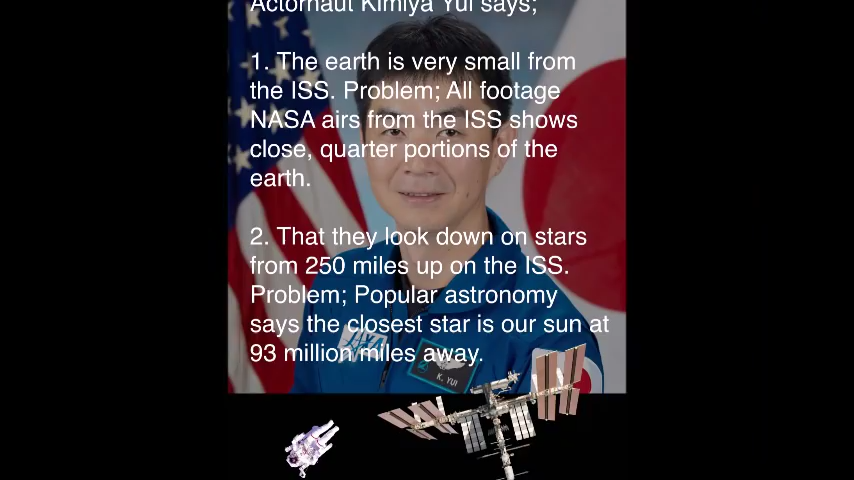 Actornaut Kimiya Yui says;
1. The earth is very small from
the ISS. Problem; All footage
NASA airs from the ISS shows
close, quarter portions of the
earth.
2. That they look down on stars
from 250 miles up on the ISS.
Problem; Popular astronomy
says the closest star is our sun at
93 million miles away.
K. YUI